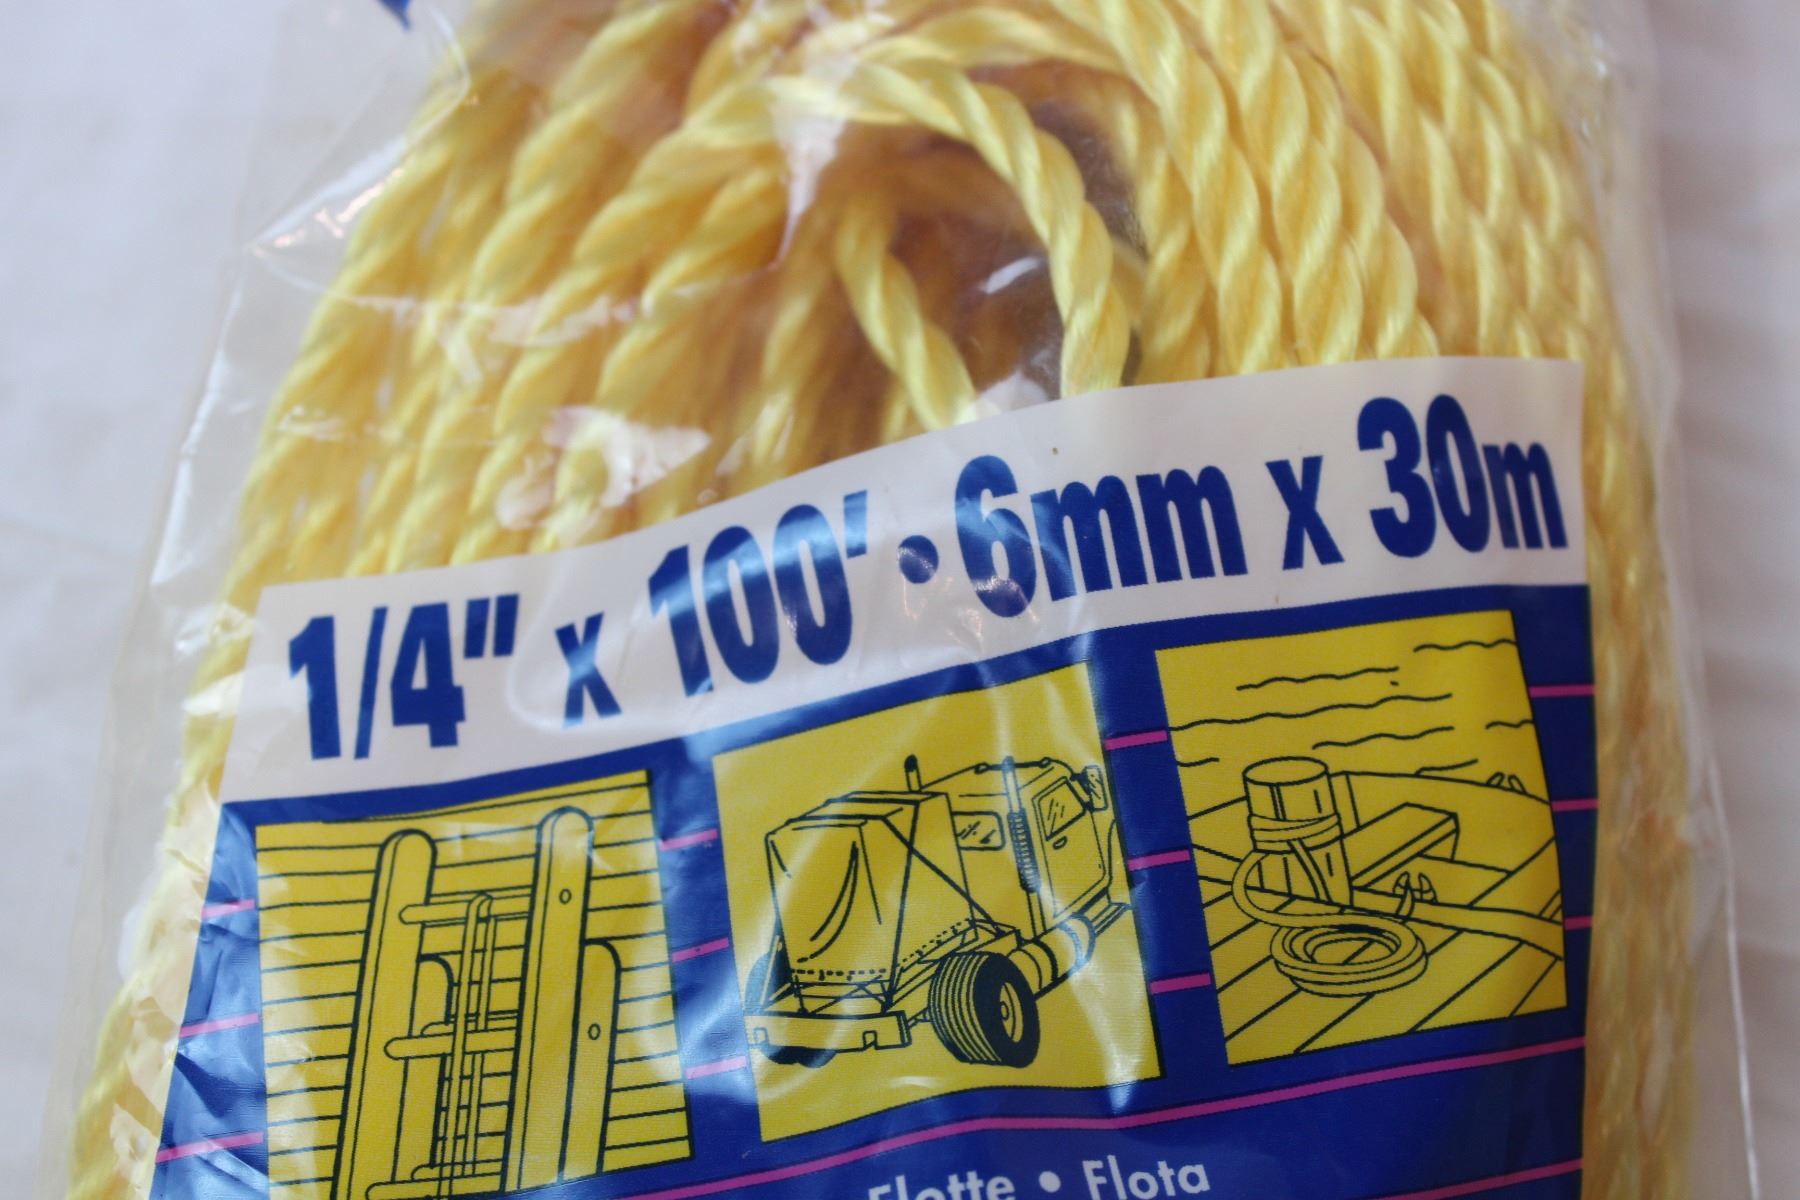 1/4" x 100' • 6mm x 30m
Flotte • Flota